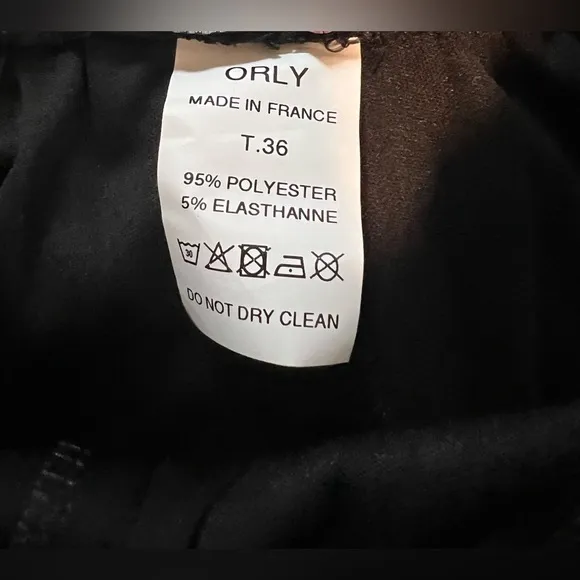 ORLY
MADE IN FRANCE
T.36
95% POLYESTER
5% ELASTHANNE
30
DO NOT DRY CLEAN